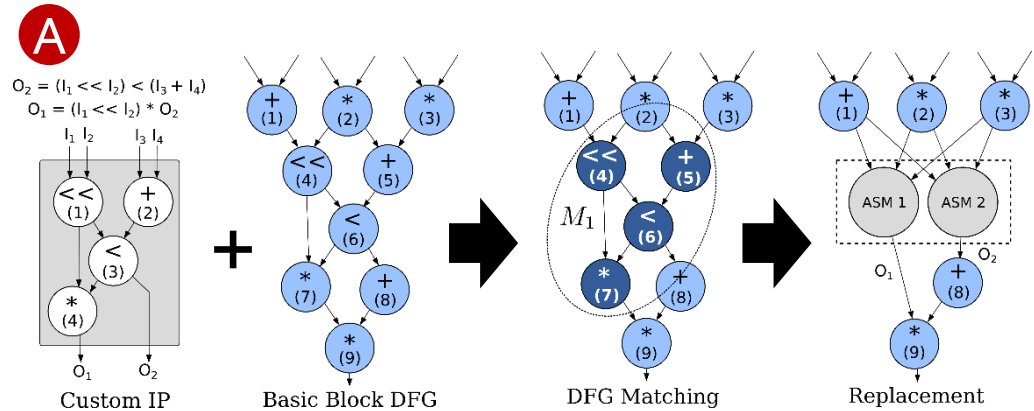 A
O₂ = (I₁ << I₂) < (I₃ + I₄)
O₁ = (I₁ << I₂) * O₂
I₁ I₂ I₃ I₄
<< (1)
+ (2)
< (3)
* (4)
O₁ O₂
Custom IP
+
+ (1)
* (2)
* (3)
<< (4)
+ (5)
< (6)
* (7)
+ (8)
* (9)
Basic Block DFG
+ (1)
* (2)
* (3)
<< (4)
+ (5)
M₁
< (6)
* (7)
+ (8)
* (9)
DFG Matching
+ (1)
* (2)
* (3)
ASM 1
ASM 2
O₁
O₂
+ (8)
* (9)
Replacement